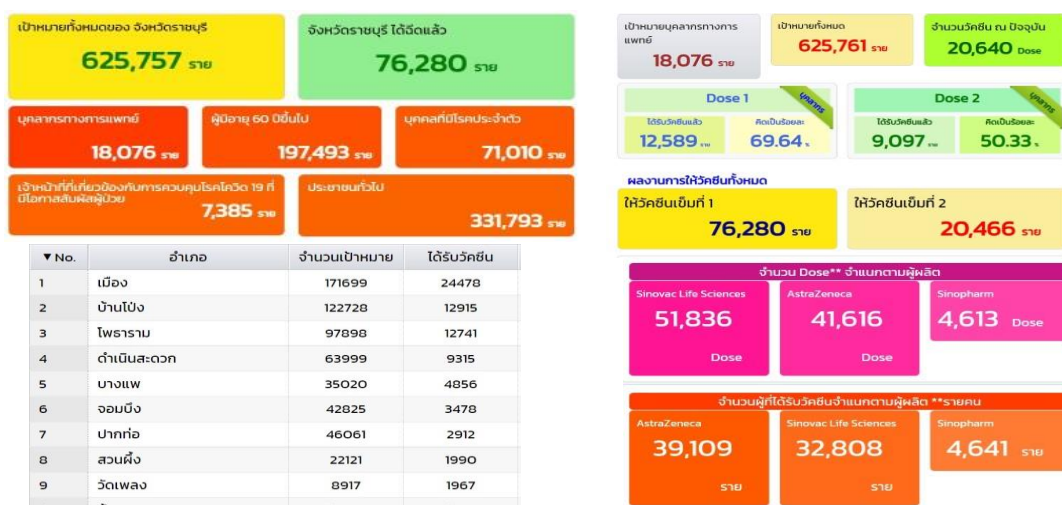 เป้าหมายทั้งหมดของ จังหวัดราชบุรี
625,757 ราย
จังหวัดราชบุรี ได้ฉีดแล้ว
76,280 ราย
บุคลากรทางการแพทย์
18,076 ราย
ผู้มีอายุ 60 ปีขึ้นไป
197,493 ราย
บุคคลที่มีโรคประจำตัว
71,010 ราย
เจ้าหน้าที่ที่เกี่ยวข้องกับการควบคุมโรคโควิด 19 ที่
มีโอกาสสัมผัสผู้ป่วย
7,385 ราย
ประชาชนทั่วไป
331,793 ราย
▼ No. อำเภอ จำนวนเป้าหมาย ได้รับวัคซีน
1 เมือง 171699 24478
2 บ้านโป่ง 122728 12915
3 โพธาราม 97898 12741
4 ดำเนินสะดวก 63999 9315
5 บางแพ 35020 4856
6 จอมบึง 42825 3478
7 ปากท่อ 46061 2912
8 สวนผึ้ง 22121 1990
9 วัดเพลง 8917 1967
เป้าหมายบุคลากรทางการ
แพทย์
18,076 ราย
เป้าหมายทั้งหมด
625,761 ราย
จำนวนวัคซีน ณ ปัจจุบัน
20,640 Dose
Dose 1
บุคลากร
ได้รับวัคซีนแล้ว
12,589 ราย
คิดเป็นร้อยละ
69.64 %
Dose 2
บุคลากร
ได้รับวัคซีนแล้ว
9,097 ราย
คิดเป็นร้อยละ
50.33 %
ผลงานการให้วัคซีนทั้งหมด
ให้วัคซีนเข็มที่ 1
76,280 ราย
ให้วัคซีนเข็มที่ 2
20,466 ราย
จำนวน Dose** จำแนกตามผู้ผลิต
Sinovac Life Sciences
51,836
Dose
AstraZeneca
41,616
Dose
Sinopharm
4,613 Dose
จำนวนผู้ที่ได้รับวัคซีนจำแนกตามผู้ผลิต **รายคน
AstraZeneca
39,109
ราย
Sinovac Life Sciences
32,808
ราย
Sinopharm
4,641 ราย